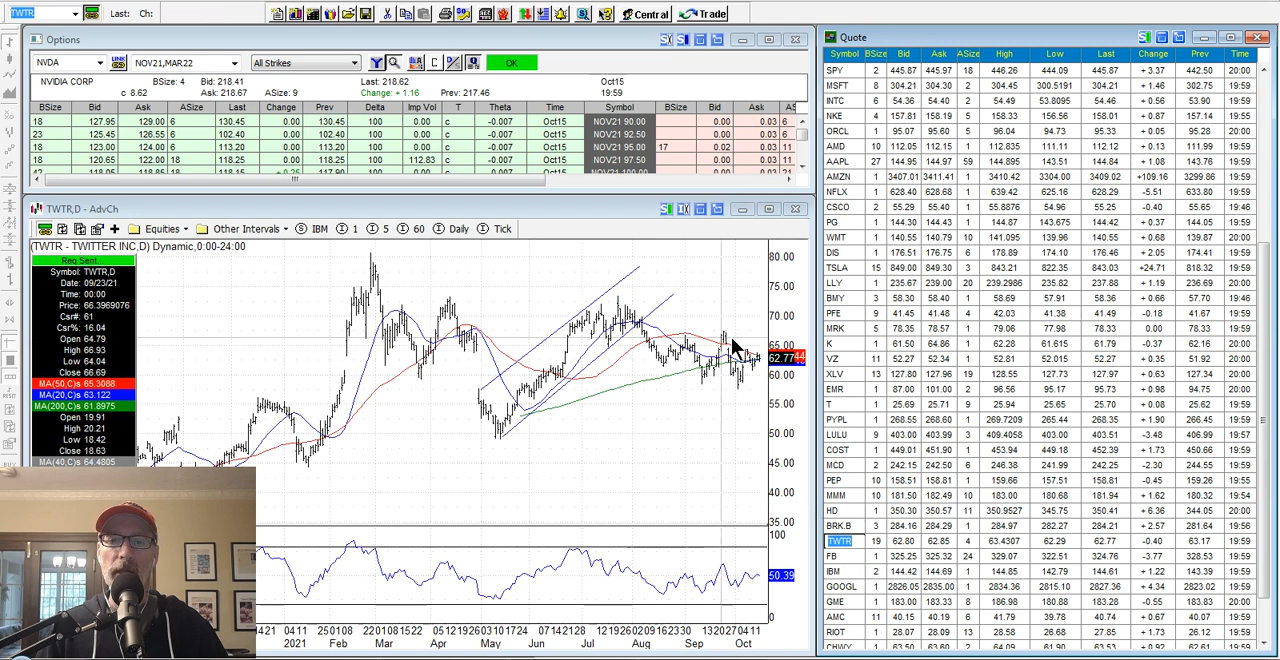 TWTR Last: Ch: Central Trade
Options
NVDA NOV21,MAR22 All Strikes OK
NVIDIA CORP BSize: 4 Bid: 218.41 Last: 218.62 Oct15
c 8.62 Ask: 218.67 ASize: 9 Change: + 1.16 Prev: 217.46 19:59
BSize Bid Ask ASize Last Change Prev Delta Imp Vol T Theta Time Symbol BSize Bid Ask AS
18 127.95 129.00 6 130.45 0.00 130.45 100 0.00 c -0.007 Oct15 NOV21 90.00 0.03 6
23 125.45 126.55 6 102.40 0.00 102.40 100 0.00 c -0.007 Oct15 NOV21 92.50 0.03 6
18 123.00 124.00 6 113.20 0.00 113.20 100 0.00 c -0.007 Oct15 NOV21 95.00 17 0.02 0.03 6
18 120.65 122.00 18 118.25 0.00 118.25 100 112.83 c -0.007 Oct15 NOV21 97.50 0.03 6
TWTR,D - AdvCh
Equities Other Intervals IBM 1 5 60 Daily Tick
(TWTR - TWITTER INC,D) Dynamic,0:00-24:00
Req Sent...
Symbol: TWTR,D
Date: 09/23/21
Time: 00:00
Price: 66.3969076
Csr#: 61
Csr%: 16.04
Open 64.79
High 66.93
Low 64.04
Close 66.69
MA(50,C)s 65.3088
MA(20,C)s 63.122
MA(200,C)s 61.8975
Open 19.91
High 20.21
Low 18.42
Close 18.63
MA(40,C)s 64.4805
80.00
75.00
70.00
65.00
62.77
60.00
55.00
50.00
45.00
40.00
35.00
50.39
0
2021 Feb Mar Apr May Jun Jul Aug Sep Oct
Quote
Symbol BSize Bid Ask ASize High Low Last Change Prev Time
SPY 2 445.87 445.97 18 446.26 444.09 445.87 + 3.37 442.50 20:00
MSFT 8 304.21 304.30 2 304.45 300.5191 304.21 + 1.46 302.75 19:59
INTC 6 54.36 54.40 2 54.49 53.8095 54.46 + 0.56 53.90 19:59
NKE 4 157.81 158.19 5 158.33 156.56 158.01 + 0.87 157.14 19:55
ORCL 1 95.07 95.60 5 96.04 94.73 95.33 + 0.05 95.28 20:00
AMD 10 112.05 112.15 1 112.835 111.11 112.12 + 0.13 111.99 20:00
AAPL 27 144.95 144.97 59 144.895 143.51 144.84 + 1.08 143.76 20:00
AMZN 1 3407.01 3411.41 1 3410.42 3304.00 3409.02 +109.16 3299.86 20:00
NFLX 1 628.40 628.68 1 639.42 625.16 628.29 -5.51 633.80 19:59
CSCO 2 55.29 55.40 1 55.8876 54.96 55.25 -0.40 55.65 19:46
PG 1 144.30 144.43 1 144.87 143.675 144.42 + 0.37 144.05 19:59
WMT 1 140.55 140.79 10 141.095 139.96 140.55 + 0.68 139.87 20:00
DIS 1 176.51 176.75 6 178.89 174.10 176.46 + 2.05 174.41 19:59
TSLA 15 849.00 849.30 3 843.21 822.35 843.03 +24.71 818.32 19:59
LLY 1 235.67 239.00 20 239.2986 235.82 237.88 + 1.19 236.69 20:00
BMY 3 58.30 58.40 1 58.69 57.91 58.36 + 0.66 57.70 19:46
PFE 9 41.45 41.48 4 42.03 41.38 41.49 -0.18 41.67 19:59
MRK 5 78.35 78.57 1 79.06 77.98 78.33 0.00 78.33 19:59
K 1 61.50 64.86 1 62.28 61.615 61.79 -0.37 62.16 20:00
VZ 11 52.27 52.34 1 52.81 52.015 52.27 + 0.35 51.92 20:00
XLV 13 127.80 127.96 19 128.55 127.73 127.97 + 0.63 127.34 20:00
EMR 1 87.00 101.00 2 96.56 95.17 95.73 + 0.98 94.75 20:00
T 1 25.69 25.71 9 25.94 25.65 25.70 + 0.08 25.62 19:59
PYPL 1 268.55 268.60 1 269.7209 265.44 268.35 + 1.90 266.45 19:59
LULU 9 403.00 403.99 3 409.4058 403.00 403.51 -3.48 406.99 19:57
COST 1 449.01 451.90 1 453.94 449.18 452.39 + 1.73 450.66 19:59
MCD 2 242.15 242.50 6 246.38 241.99 242.25 -2.30 244.55 19:56
PEP 10 158.51 158.81 1 159.66 157.51 158.81 -0.45 159.26 19:55
MMM 10 181.50 182.49 10 183.00 180.68 181.94 + 1.62 180.32 19:54
HD 1 350.30 350.57 11 350.9527 345.75 350.41 + 6.36 344.05 20:00
BRK.B 3 284.16 284.29 1 284.97 282.27 284.21 + 2.57 281.64 19:56
TWTR 19 62.80 62.85 4 63.4307 62.29 62.77 -0.40 63.17 19:51
FB 1 325.25 325.32 24 329.07 322.51 324.76 -3.77 328.53 19:59
IBM 2 144.42 144.69 1 144.85 142.79 144.61 + 1.22 143.39 20:00
GOOGL 1 2826.05 2835.00 1 2834.36 2815.10 2827.36 + 4.34 2823.02 19:59
GME 1 183.00 183.33 8 186.98 180.88 183.28 -0.55 183.83 20:00
AMC 11 40.15 40.19 6 41.79 39.78 40.74 + 0.67 40.07 19:59
RIOT 1 28.07 28.09 13 28.58 26.68 27.85 + 1.73 26.12 19:59